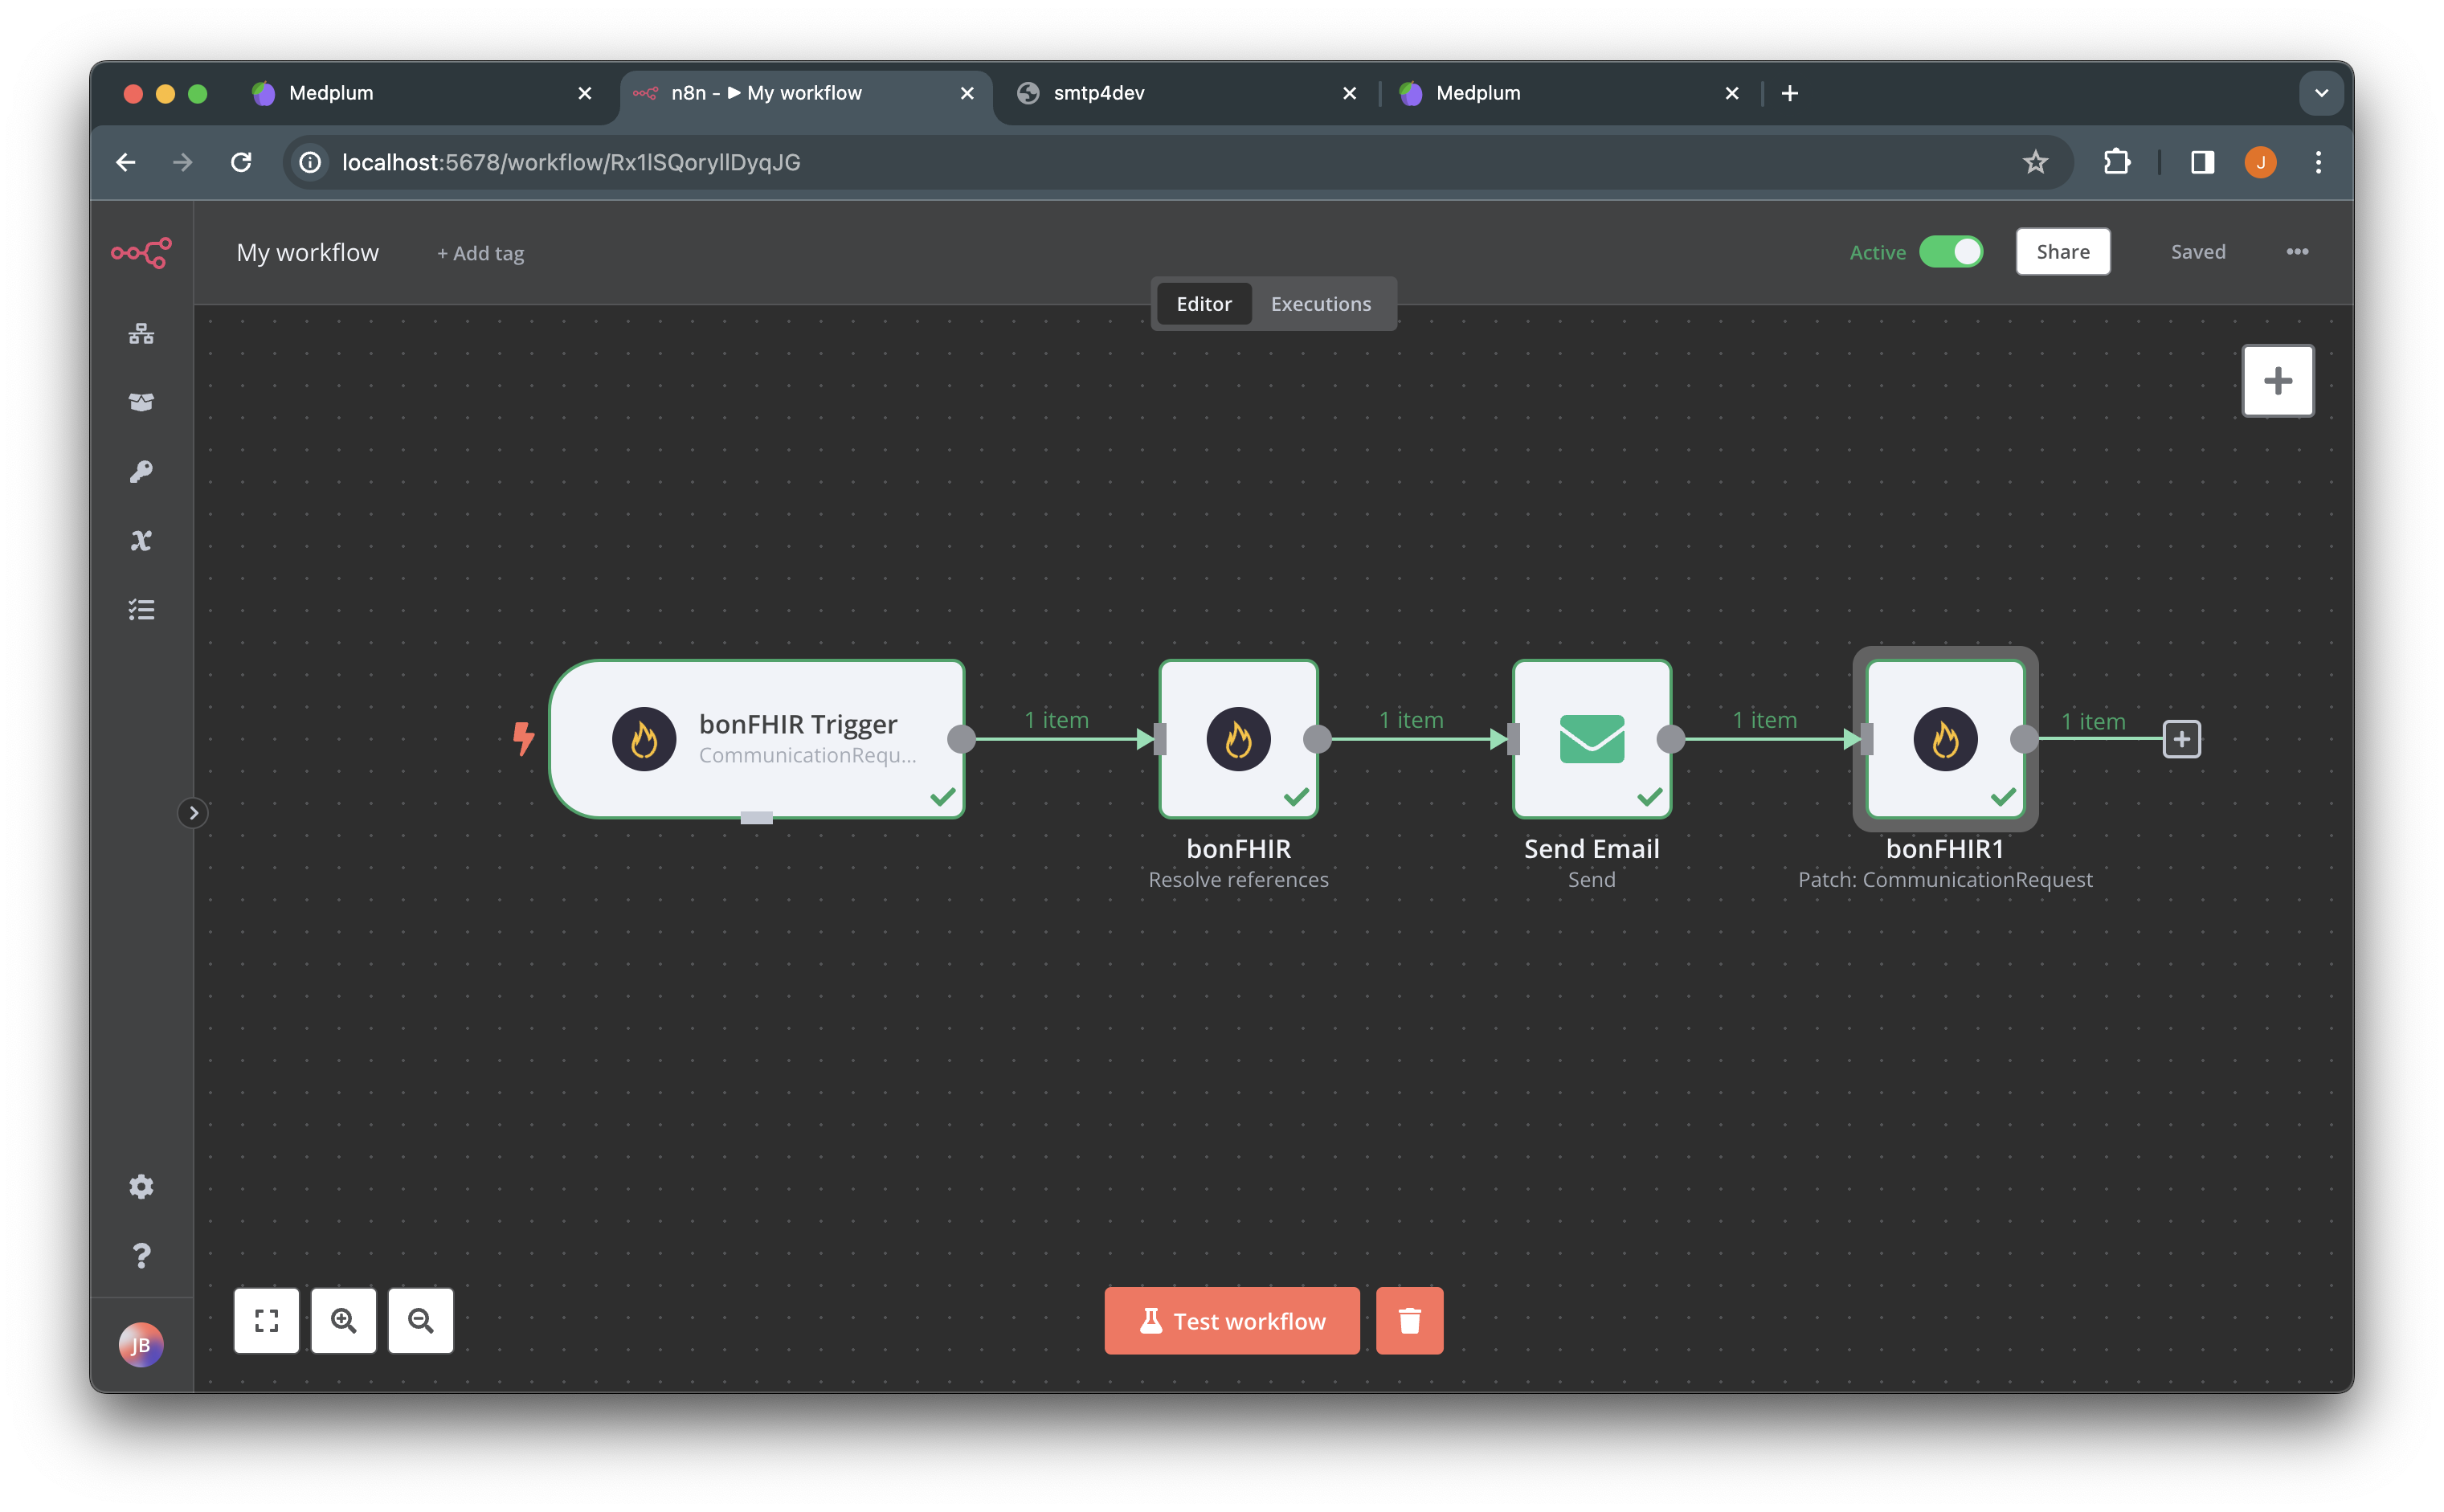 Medplum
n8n - ▶ My workflow
smtp4dev
Medplum
localhost:5678/workflow/Rx1lSQoryllDyqJG
J
My workflow
+ Add tag
Active
Share
Saved
Editor
Executions
bonFHIR Trigger
CommunicationRequ...
1 item
1 item
1 item
1 item
bonFHIR
Resolve references
Send Email
Send
bonFHIR1
Patch: CommunicationRequest
Test workflow
JB